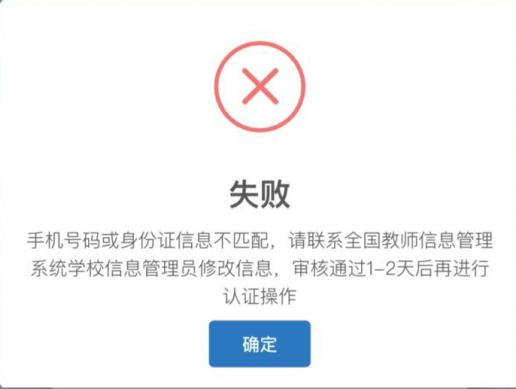 失败
手机号码或身份证信息不匹配，请联系全国教师信息管理
系统学校信息管理员修改信息，审核通过1-2天后再进行
认证操作
确定